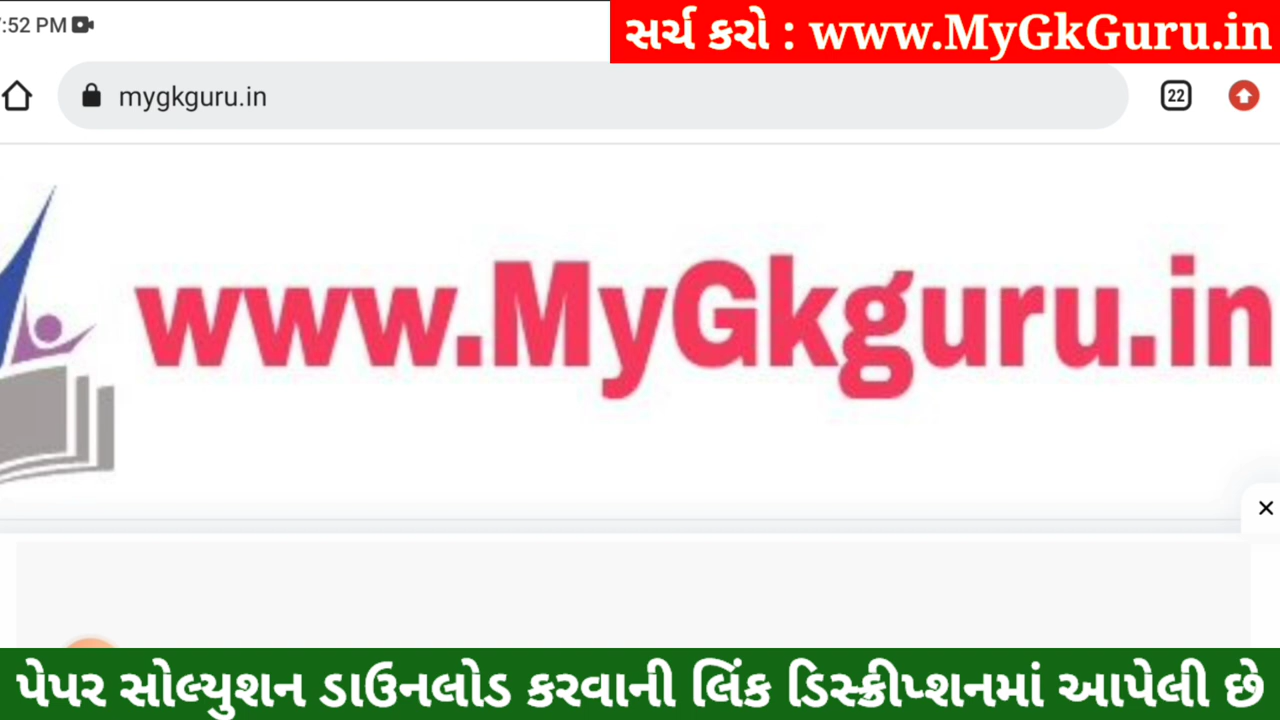 :52 PM
સર્ચ કરો : www.MyGkGuru.in
mygkguru.in
22
www.MyGkguru.in
પેપર સોલ્યુશન ડાઉનલોડ કરવાની લિંક ડિસ્ક્રીપ્શનમાં આપેલી છે